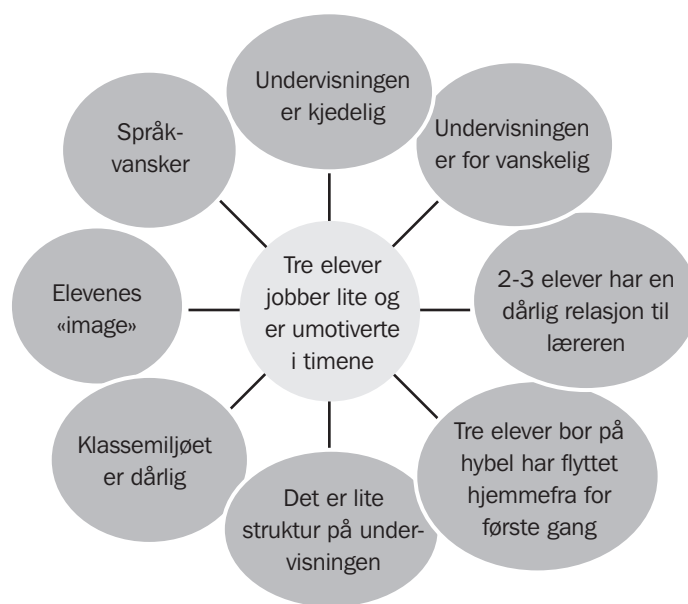 Undervisningen
er kjedelig
Undervisningen
er for vanskelig
2-3 elever har en
dårlig relasjon til
læreren
Tre elever bor på
hybel har flyttet
hjemmefra for
første gang
Det er lite
struktur på under-
visningen
Klassemiljøet
er dårlig
Elevenes
«image»
Språk-
vansker
Tre elever
jobber lite og
er umotiverte
i timene